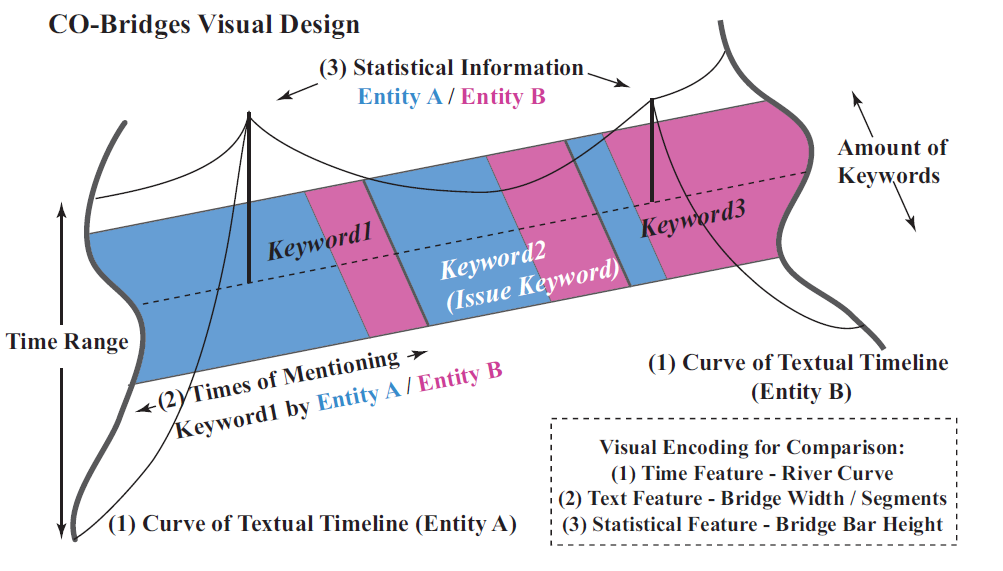 CO-Bridges Visual Design
(3) Statistical Information
Entity A / Entity B
Amount of
Keywords
Keyword1
Keyword2
(Issue Keyword)
Keyword3
Time Range
(2) Times of Mentioning
Keyword1 by Entity A / Entity B
(1) Curve of Textual Timeline
(Entity B)
(1) Curve of Textual Timeline (Entity A)
Visual Encoding for Comparison:
(1) Time Feature - River Curve
(2) Text Feature - Bridge Width / Segments
(3) Statistical Feature - Bridge Bar Height